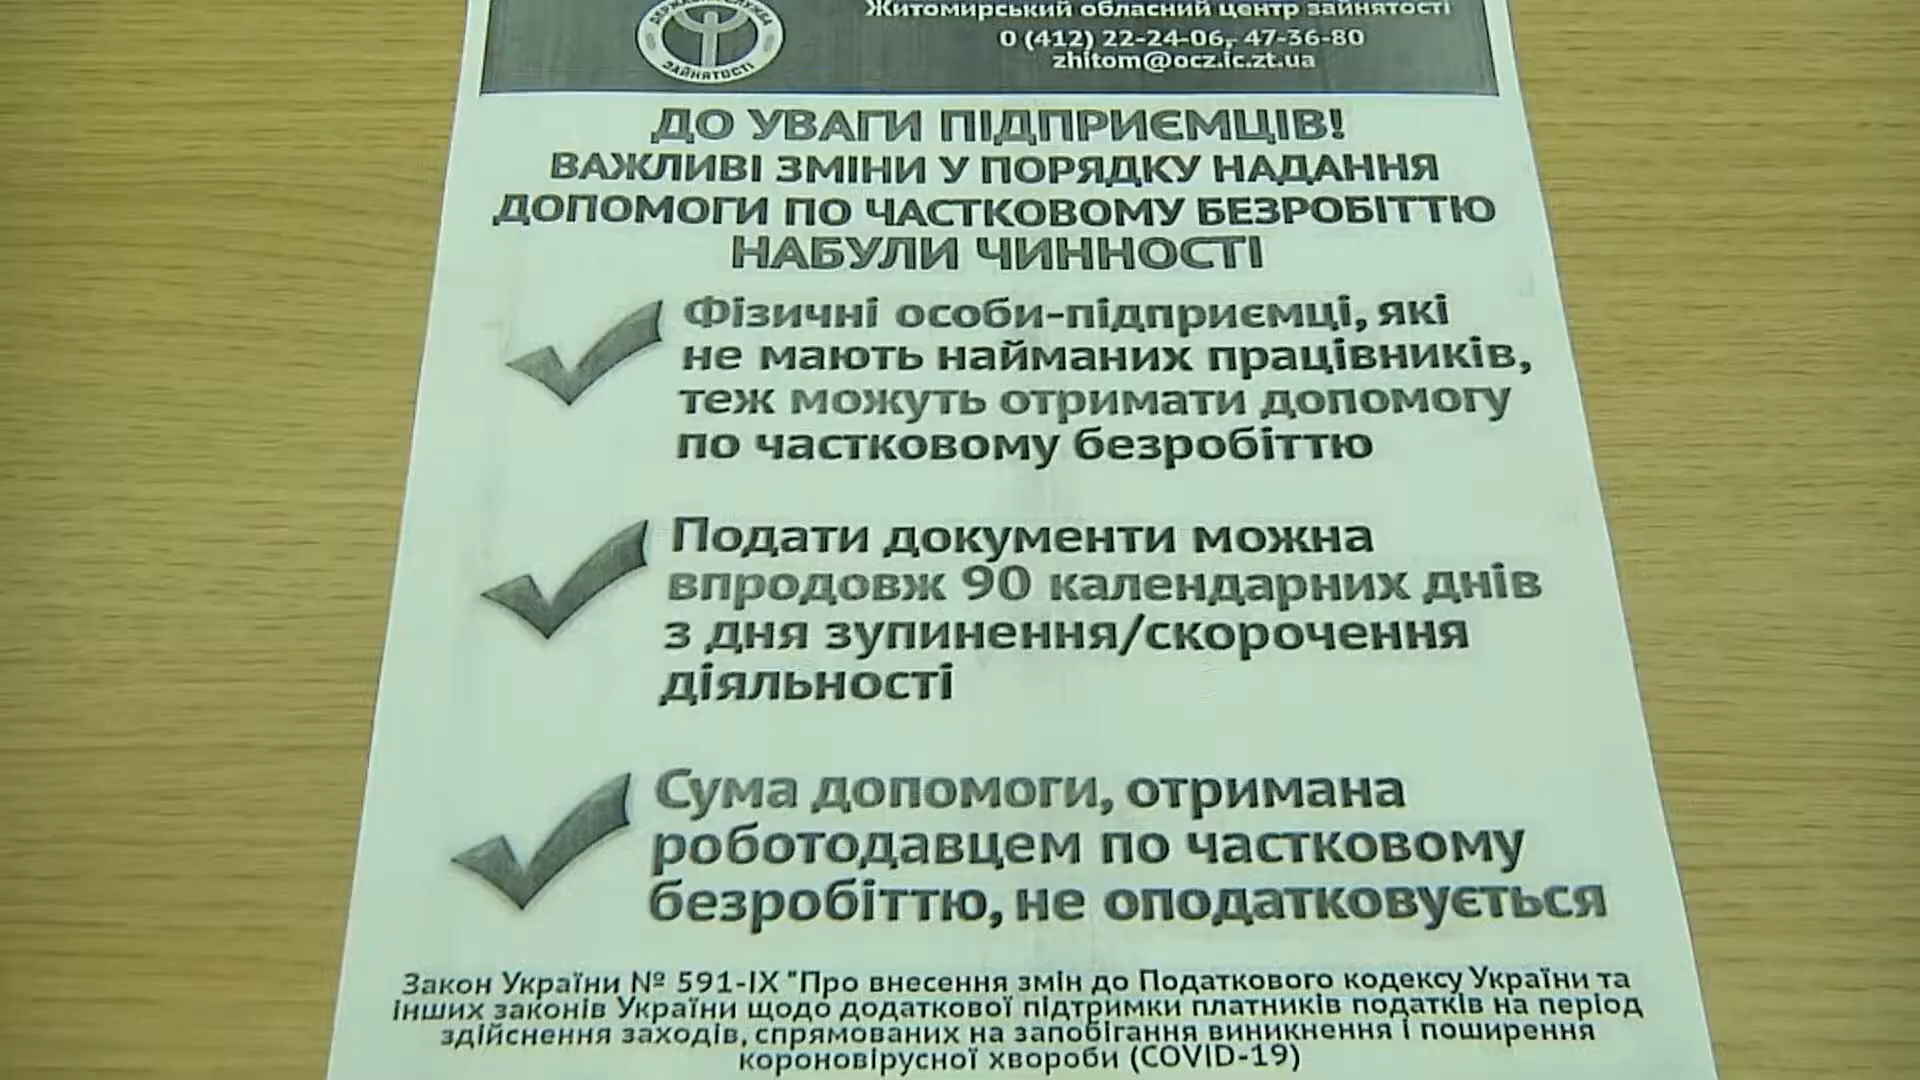 Житомирський обласний центр зайнятості
0 (412) 22-24-06, 47-36-80
zhitom@ocz.ic.zt.ua
ЗАЙНЯТОСТІ
ДО УВАГИ ПІДПРИЄМЦІВ!
ВАЖЛИВІ ЗМІНИ У ПОРЯДКУ НАДАННЯ
ДОПОМОГИ ПО ЧАСТКОВОМУ БЕЗРОБІТТЮ
НАБУЛИ ЧИННОСТІ
Фізичні особи-підприємці, які
не мають найманих працівників,
теж можуть отримати допомогу
по частковому безробіттю
Подати документи можна
впродовж 90 календарних днів
з дня зупинення/скорочення
діяльності
Сума допомоги, отримана
роботодавцем по частковому
безробіттю, не оподатковується
Закон України № 591-IX "Про внесення змін до Податкового кодексу України та
інших законів України щодо додаткової підтримки платників податків на період
здійснення заходів, спрямованих на запобігання виникнення і поширення
короновірусної хвороби (COVID-19)